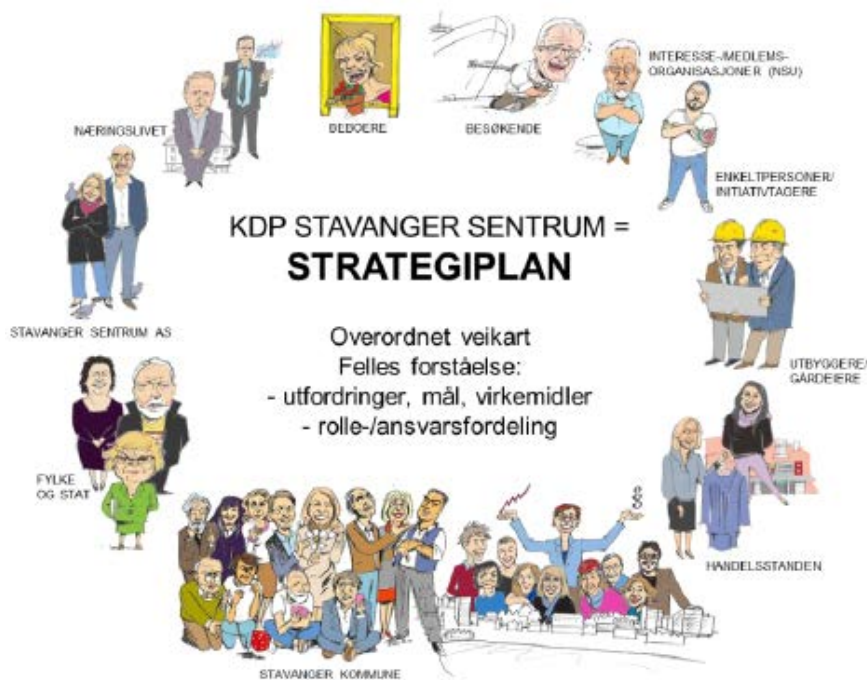 INTERESSE-/MEDLEMS-
ORGANISASJONER (NSU)
NÆRINGSLIVET
BEBOERE
BESØKENDE
ENKELTPERSONER/
INITIATIVTAGERE
KDP STAVANGER SENTRUM =
STRATEGIPLAN
STAVANGER SENTRUM AS
Overordnet veikart
Felles forståelse:
- utfordringer, mål, virkemidler
- rolle-/ansvarsfordeling
UTBYGGERE/
GÅRDEIERE
FYLKE
OG STAT
HANDELSSTANDEN
STAVANGER KOMMUNE